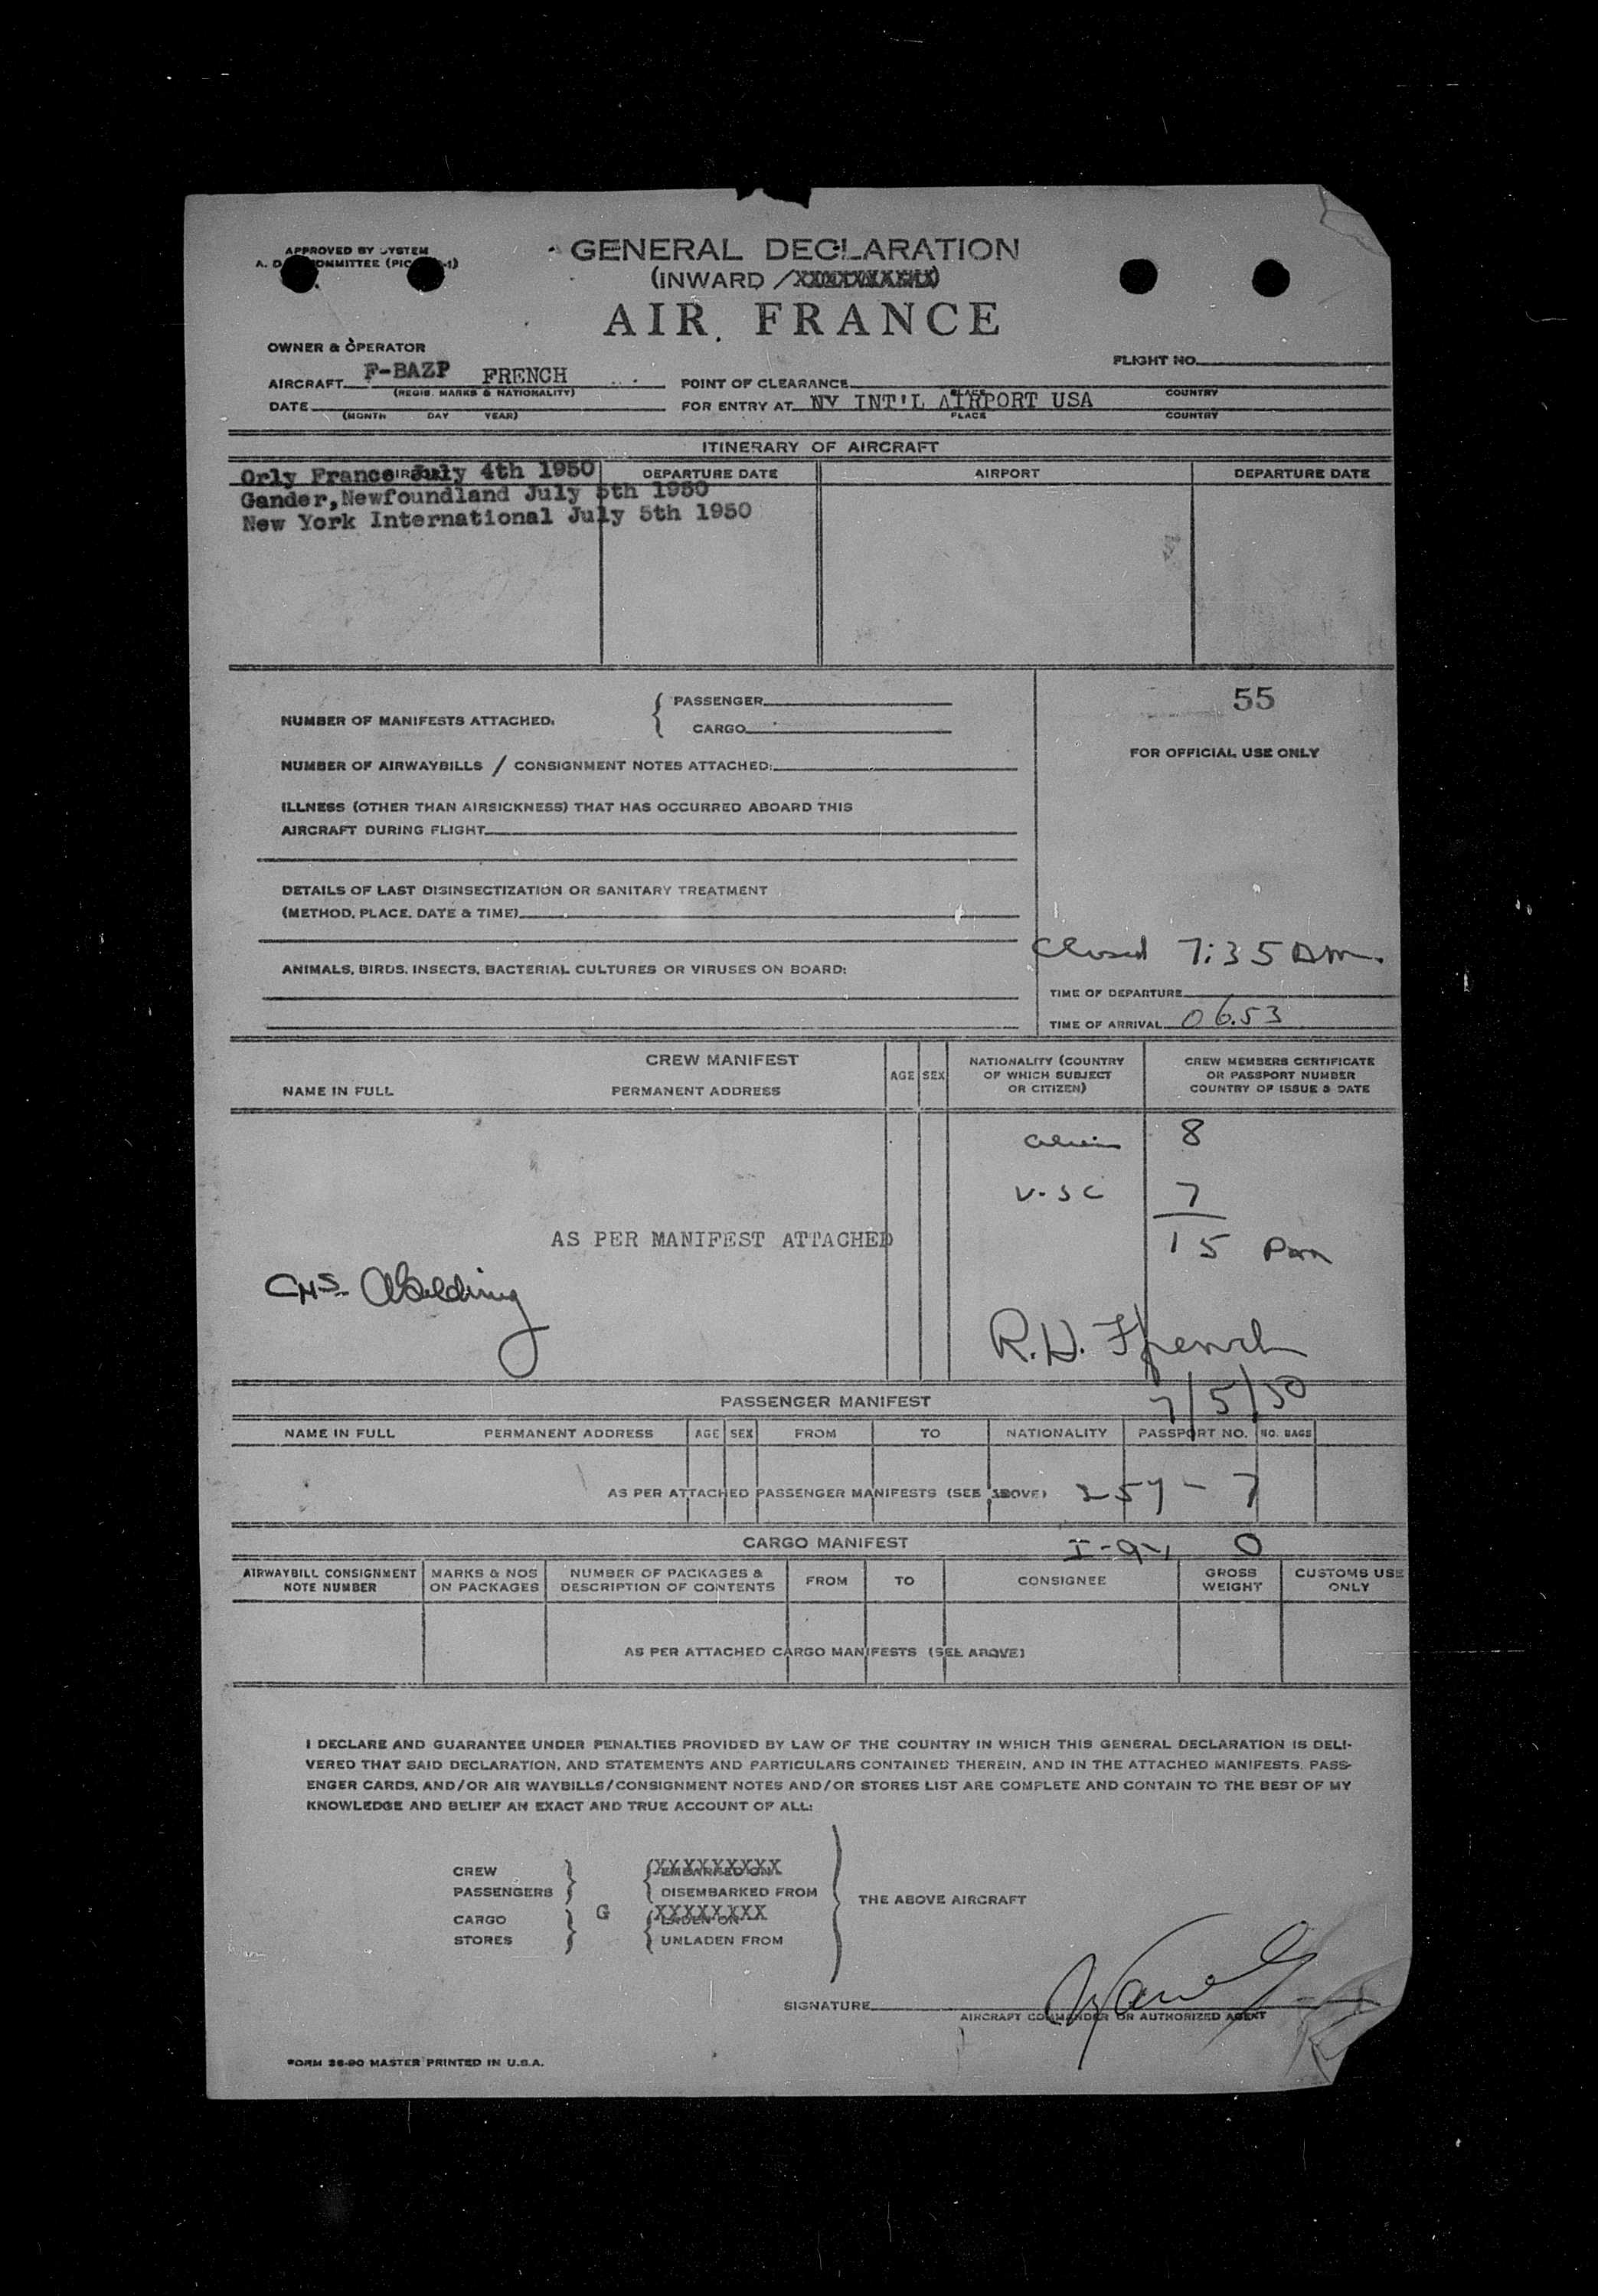 APPROVED BY SYSTEM
GENERAL DECLARATION
(INWARD /
AIR FRANCE
OWNER & OPERATOR
FLIGHT NO.
AIRCRAFT F-BAZP FRENCH
(REGIS. MARKS & NATIONALITY)
POINT OF CLEARANCE
PLACE COUNTRY
DATE
(MONTH DAY YEAR)
FOR ENTRY AT NY INT'L AIRPORT USA
PLACE COUNTRY
ITINERARY OF AIRCRAFT
DEPARTURE DATE AIRPORT DEPARTURE DATE
Orly France July 4th 1950
Gander,Newfoundland July 5th 1950
New York International July 5th 1950
55
NUMBER OF MANIFESTS ATTACHED:
PASSENGER
CARGO
FOR OFFICIAL USE ONLY
NUMBER OF AIRWAYBILLS / CONSIGNMENT NOTES ATTACHED:
ILLNESS (OTHER THAN AIRSICKNESS) THAT HAS OCCURRED ABOARD THIS
AIRCRAFT DURING FLIGHT
DETAILS OF LAST DISINSECTIZATION OR SANITARY TREATMENT
(METHOD, PLACE, DATE & TIME)
Closed 7:35 AM.
ANIMALS, BIRDS, INSECTS, BACTERIAL CULTURES OR VIRUSES ON BOARD:
TIME OF DEPARTURE
TIME OF ARRIVAL 06.53
CREW MANIFEST
NAME IN FULL PERMANENT ADDRESS AGE SEX
NATIONALITY (COUNTRY
OF WHICH SUBJECT
OR CITIZEN)
CREW MEMBERS CERTIFICATE
OR PASSPORT NUMBER
COUNTRY OF ISSUE & DATE
8
7
AS PER MANIFEST ATTACHED
15
R.H. French
7/5/50
PASSENGER MANIFEST
NAME IN FULL PERMANENT ADDRESS AGE SEX FROM TO NATIONALITY PASSPORT NO. NO. BAGS
AS PER ATTACHED PASSENGER MANIFESTS (SEE ABOVE) 257 - 7
CARGO MANIFEST
I-94 0
AIRWAYBILL CONSIGNMENT
NOTE NUMBER
MARKS & NOS
ON PACKAGES
NUMBER OF PACKAGES &
DESCRIPTION OF CONTENTS
FROM TO CONSIGNEE
GROSS
WEIGHT
CUSTOMS USE
ONLY
AS PER ATTACHED CARGO MANIFESTS (SEE ABOVE)
I DECLARE AND GUARANTEE UNDER PENALTIES PROVIDED BY LAW OF THE COUNTRY IN WHICH THIS GENERAL DECLARATION IS DELI-
VERED THAT SAID DECLARATION, AND STATEMENTS AND PARTICULARS CONTAINED THEREIN, AND IN THE ATTACHED MANIFESTS, PASS-
ENGER CARDS, AND/OR AIR WAYBILLS/CONSIGNMENT NOTES AND/OR STORES LIST ARE COMPLETE AND CONTAIN TO THE BEST OF MY
KNOWLEDGE AND BELIEF AN EXACT AND TRUE ACCOUNT OF ALL:
CREW
PASSENGERS DISEMBARKED FROM
THE ABOVE AIRCRAFT
CARGO G
STORES UNLADEN FROM
SIGNATURE
AIRCRAFT COMMANDER OR AUTHORIZED AGENT
FORM 26-90 MASTER PRINTED IN U.S.A.